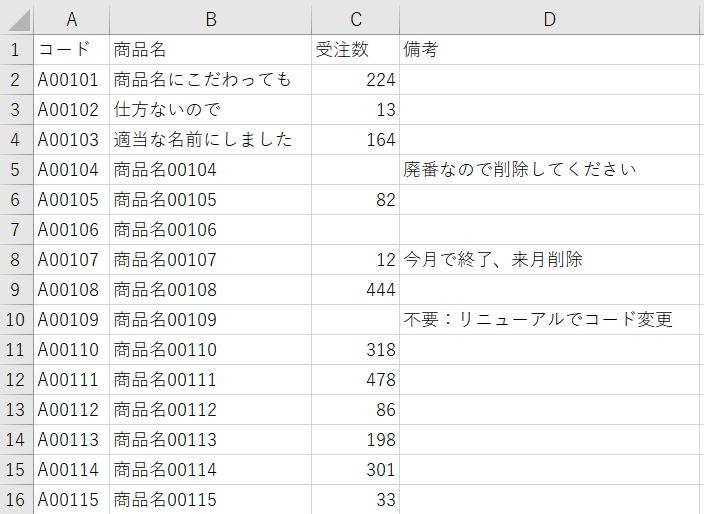 A B C D
1 コード 商品名 受注数 備考
2 A00101 商品名にこだわっても 224
3 A00102 仕方ないので 13
4 A00103 適当な名前にしました 164
5 A00104 商品名00104 廃番なので削除してください
6 A00105 商品名00105 82
7 A00106 商品名00106
8 A00107 商品名00107 12 今月で終了、来月削除
9 A00108 商品名00108 444
10 A00109 商品名00109 不要：リニューアルでコード変更
11 A00110 商品名00110 318
12 A00111 商品名00111 478
13 A00112 商品名00112 86
14 A00113 商品名00113 198
15 A00114 商品名00114 301
16 A00115 商品名00115 33